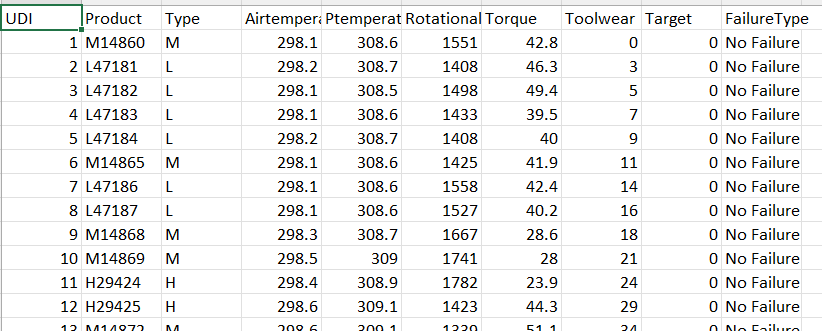 UDI Product Type Airtempera Ptemperat Rotational Torque Toolwear Target FailureType
1 M14860 M 298.1 308.6 1551 42.8 0 0 No Failure
2 L47181 L 298.2 308.7 1408 46.3 3 0 No Failure
3 L47182 L 298.1 308.5 1498 49.4 5 0 No Failure
4 L47183 L 298.1 308.6 1433 39.5 7 0 No Failure
5 L47184 L 298.2 308.7 1408 40 9 0 No Failure
6 M14865 M 298.1 308.6 1425 41.9 11 0 No Failure
7 L47186 L 298.1 308.6 1558 42.4 14 0 No Failure
8 L47187 L 298.1 308.6 1527 40.2 16 0 No Failure
9 M14868 M 298.3 308.7 1667 28.6 18 0 No Failure
10 M14869 M 298.5 309 1741 28 21 0 No Failure
11 H29424 H 298.4 308.9 1782 23.9 24 0 No Failure
12 H29425 H 298.6 309.1 1423 44.3 29 0 No Failure
13 M14872 M 298.6 309.1 1339 51.1 34 0 No Failure